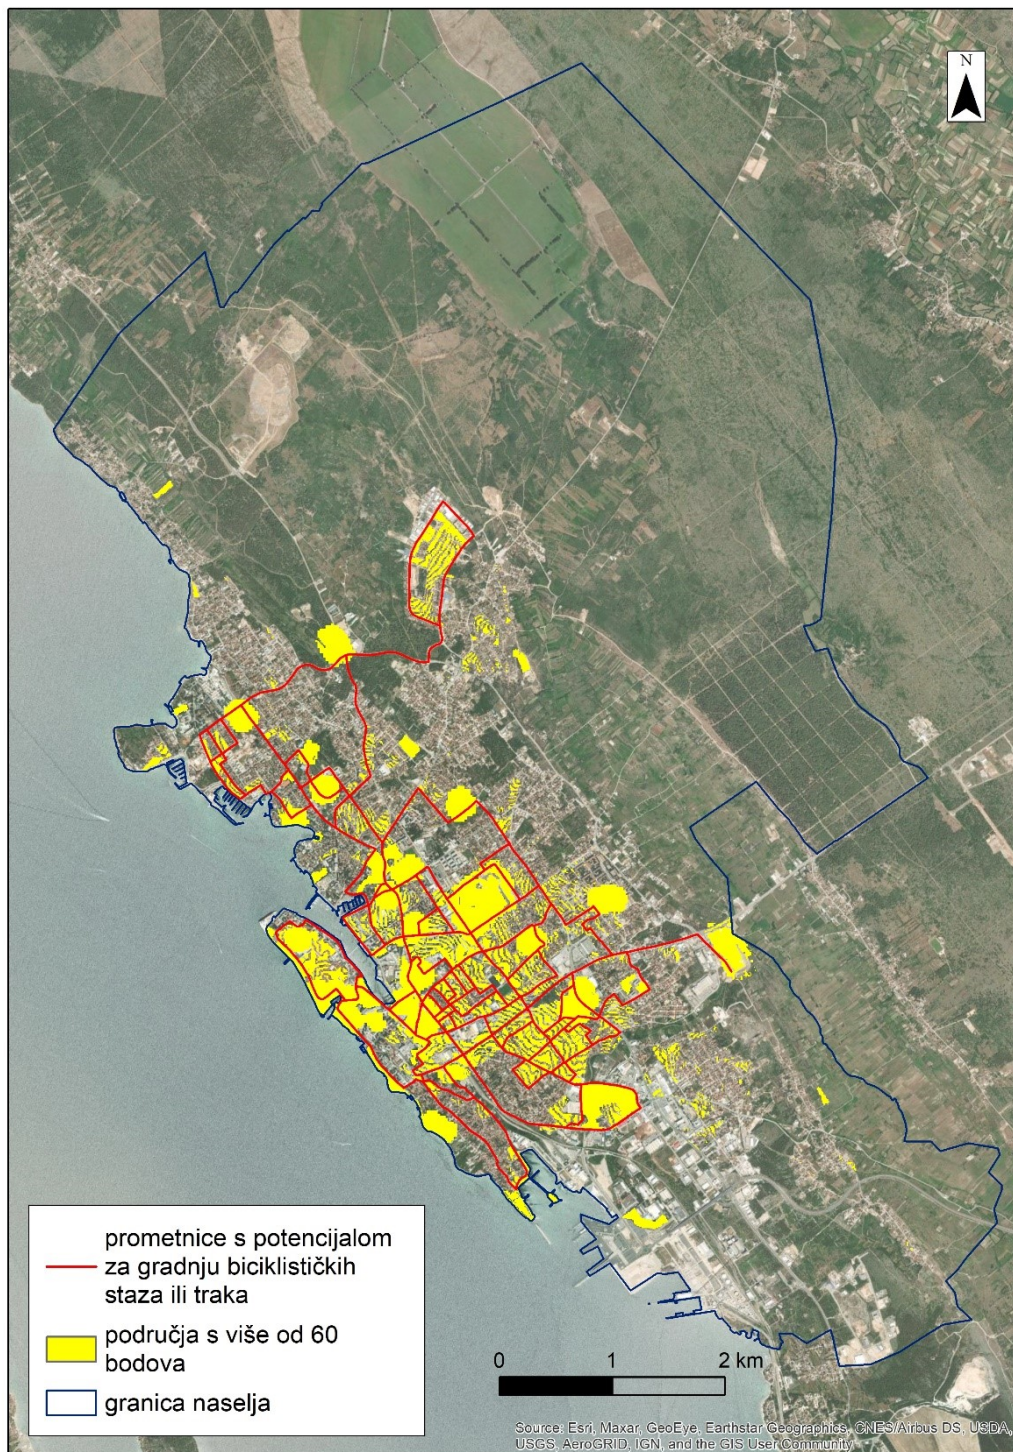 N
prometnice s potencijalom
za gradnju biciklističkih
staza ili traka
područja s više od 60
bodova
granica naselja
0 1 2 km
Source: Esri, Maxar, GeoEye, Earthstar Geographics, CNES/Airbus DS, USDA,
USGS, AeroGRID, IGN, and the GIS User Community